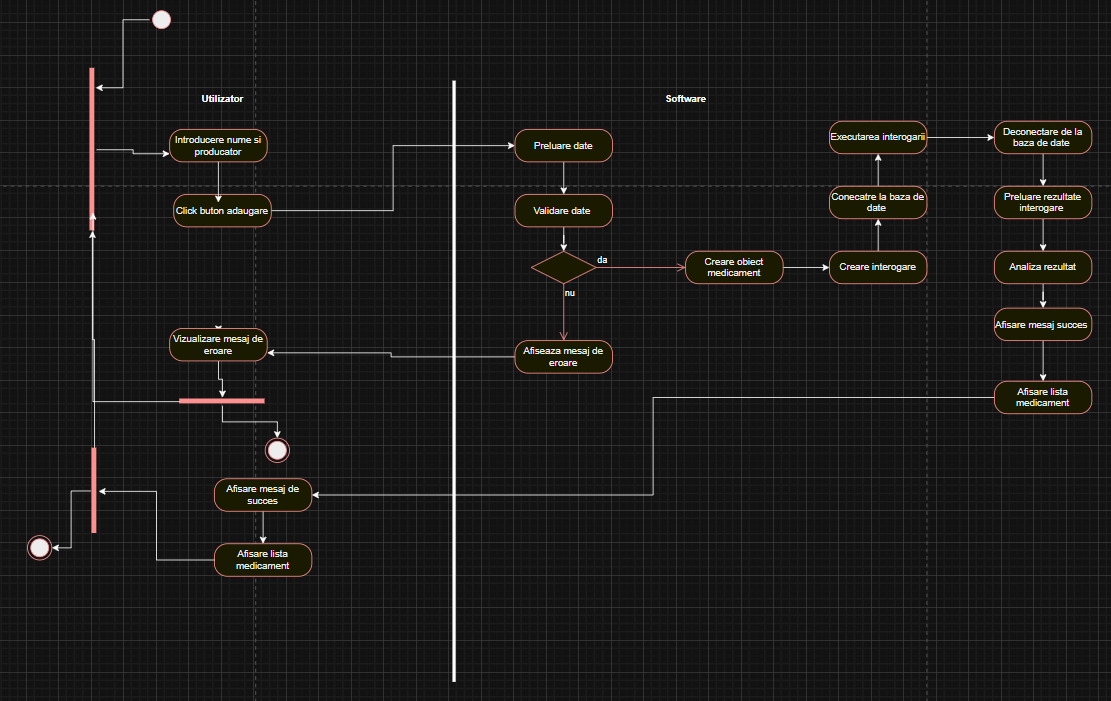 Utilizator
Software
Introducere nume si
producator
Click buton adaugare
Preluare date
Validare date
da
nu
Creare obiect
medicament
Creare interogare
Conecatre la baza de
date
Executarea interogarii
Deconectare de la
baza de date
Preluare rezultate
interogare
Analiza rezultat
Afisare mesaj succes
Afisare lista
medicament
Afiseaza mesaj de
eroare
Vizualizare mesaj de
eroare
Afisare mesaj de
succes
Afisare lista
medicament